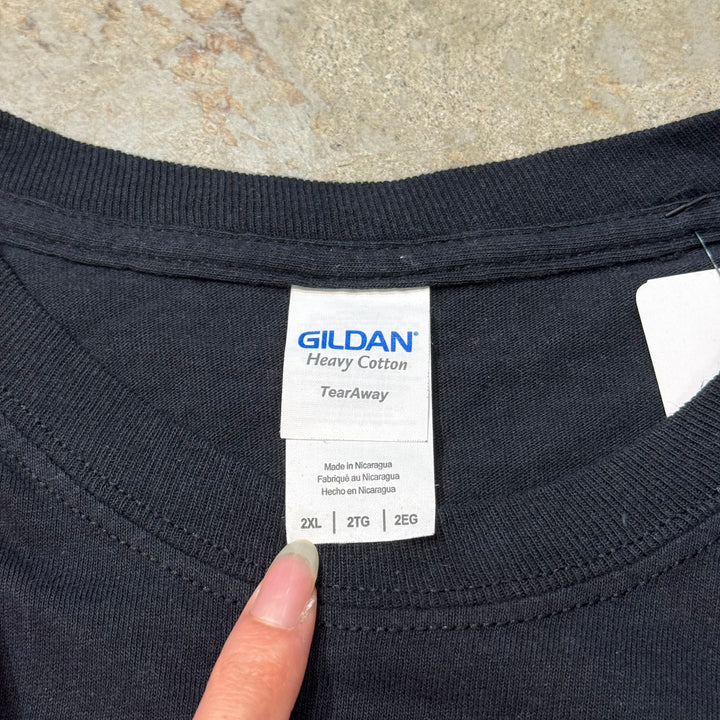 GILDAN®
Heavy Cotton
TearAway
Made in Nicaragua
Fabriqué au Nicaragua
Hecho en Nicaragua
2XL | 2TG | 2EG